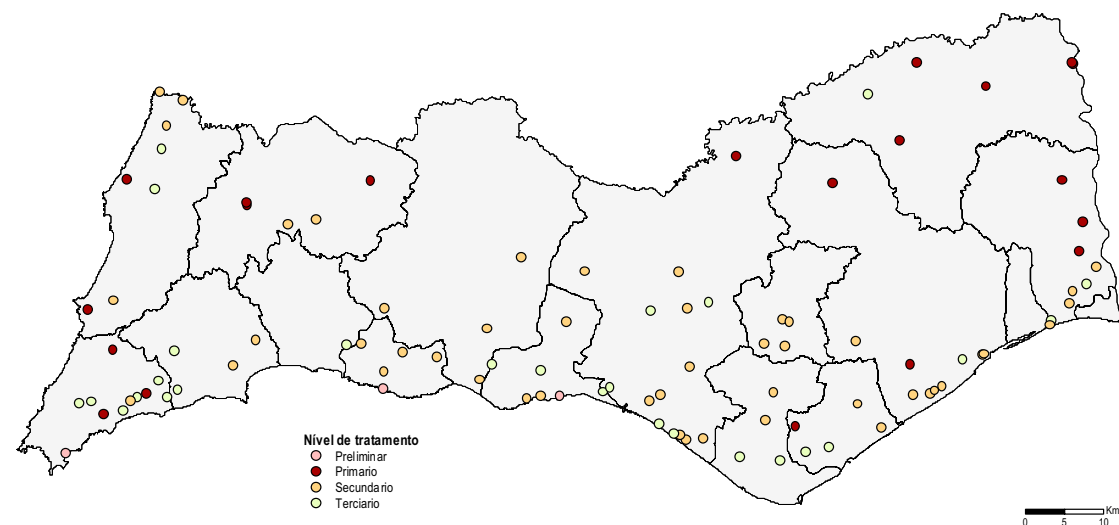 Nível de tratamento
Preliminar
Primario
Secundario
Terciario
Km
0 5 10